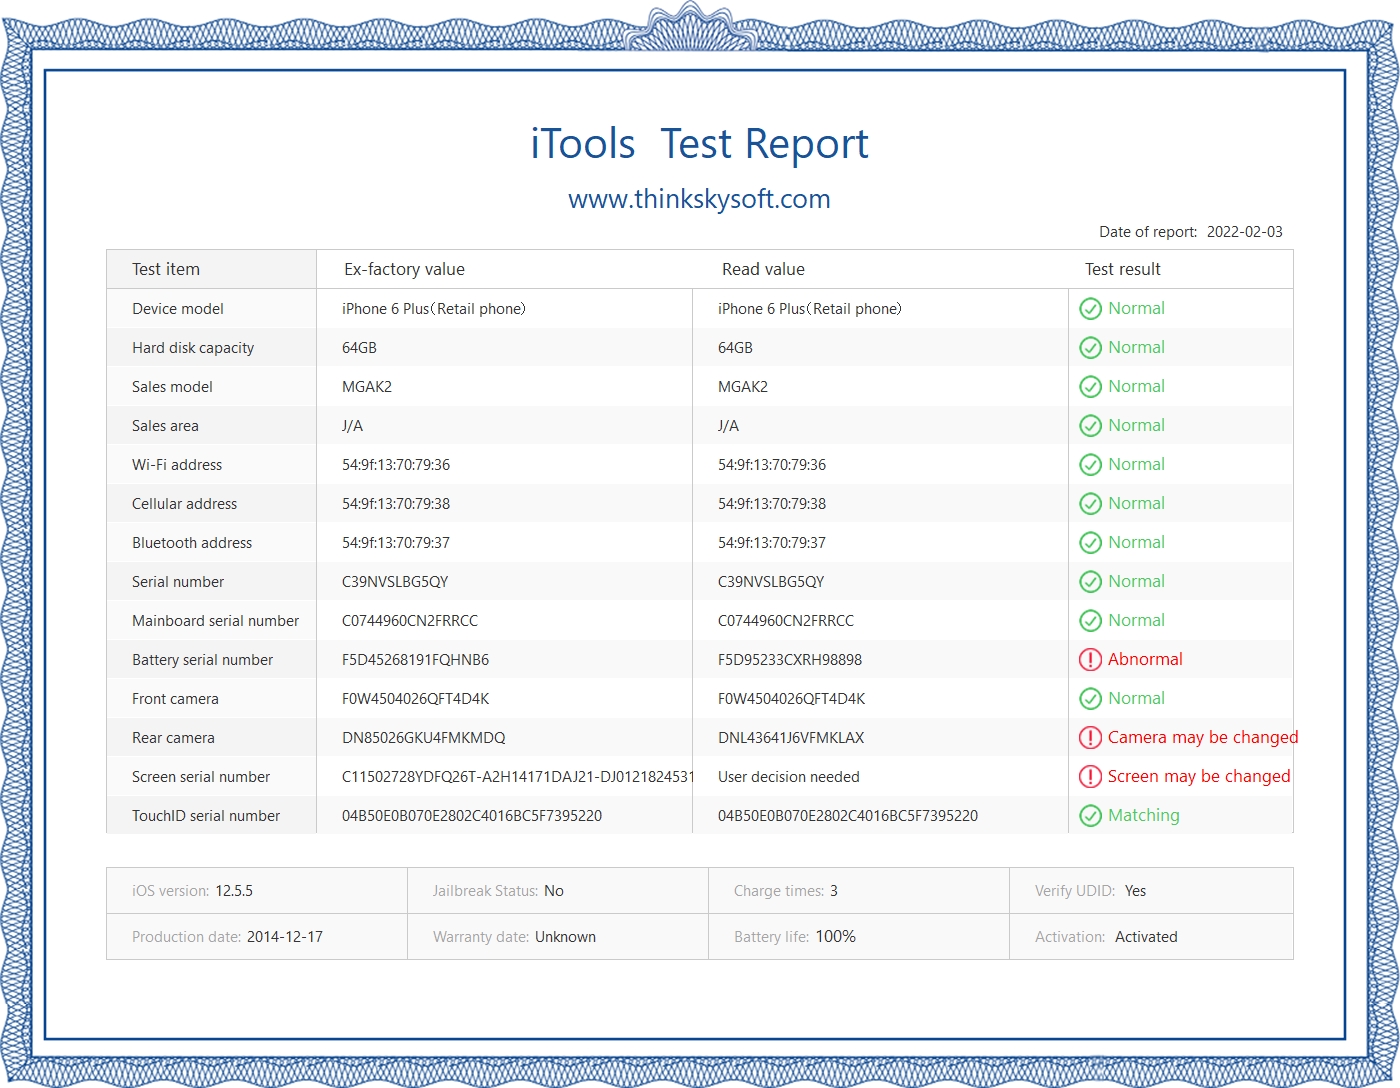 iTools Test Report
www.thinkskysoft.com
Date of report: 2022-02-03
Test item Ex-factory value Read value Test result
Device model iPhone 6 Plus（Retail phone） iPhone 6 Plus（Retail phone） Normal
Hard disk capacity 64GB 64GB Normal
Sales model MGAK2 MGAK2 Normal
Sales area J/A J/A Normal
Wi-Fi address 54:9f:13:70:79:36 54:9f:13:70:79:36 Normal
Cellular address 54:9f:13:70:79:38 54:9f:13:70:79:38 Normal
Bluetooth address 54:9f:13:70:79:37 54:9f:13:70:79:37 Normal
Serial number C39NVSLBG5QY C39NVSLBG5QY Normal
Mainboard serial number C0744960CN2FRRCC C0744960CN2FRRCC Normal
Battery serial number F5D45268191FQHNB6 F5D95233CXRH98898 Abnormal
Front camera F0W4504026QFT4D4K F0W4504026QFT4D4K Normal
Rear camera DN85026GKU4FMKMDQ DNL43641J6VFMKLAX Camera may be changed
Screen serial number C11502728YDFQ26T-A2H14171DAJ21-DJ0121824531 User decision needed Screen may be changed
TouchID serial number 04B50E0B070E2802C4016BC5F7395220 04B50E0B070E2802C4016BC5F7395220 Matching
iOS version: 12.5.5 Jailbreak Status: No Charge times: 3 Verify UDID: Yes
Production date: 2014-12-17 Warranty date: Unknown Battery life: 100% Activation: Activated